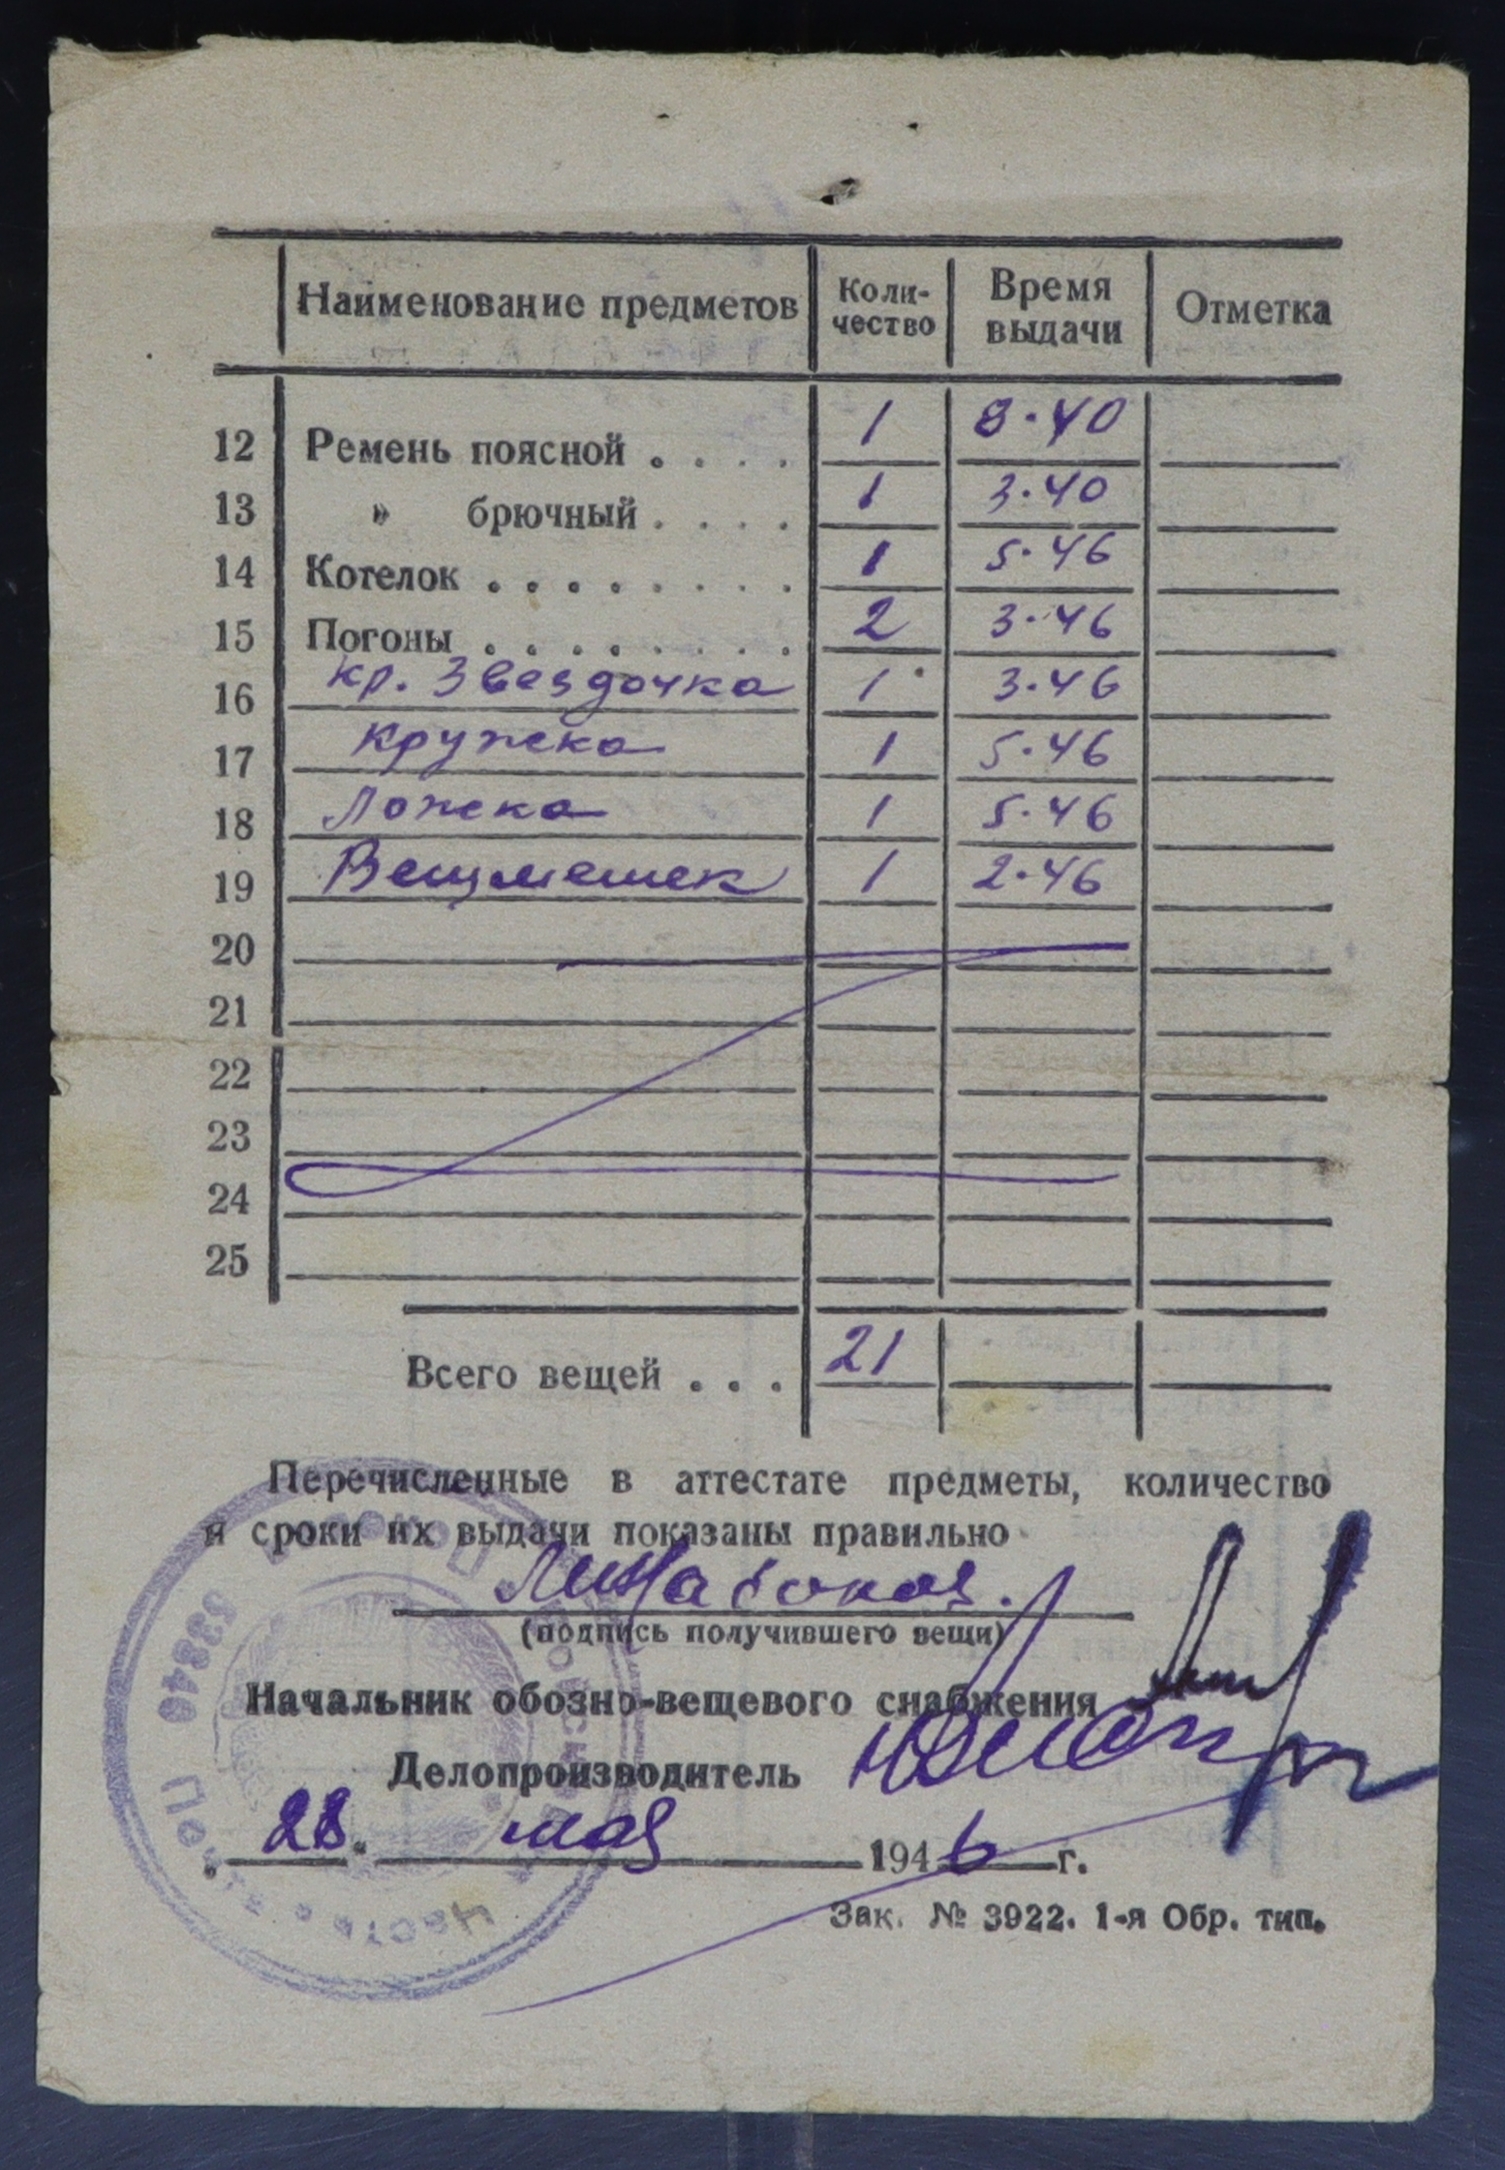 Наименование предметов Коли- Время Отметка
чество выдачи
12 Ремень поясной . . . . 1 8·40
13 » брючный . . . . 1 3·40
14 Котелок . . . . . . . . 1 5·46
15 Погоны . . . . . . . . 2 3·46
16 кр. Звездочка 1 3·46
17 кружка 1 5·46
18 Ложка 1 5·46
19 Вещмешек 1 2·46
20
21
22
23
24
25
Всего вещей . . . 21
Перечисленные в аттестате предметы, количество
и сроки их выдачи показаны правильно
(подпись получившего вещи)
Начальник обозно-вещевого снабжения
Делопроизводитель
28. мая 1946 г.
Зак. № 3922. 1-я Обр. тип.
53840